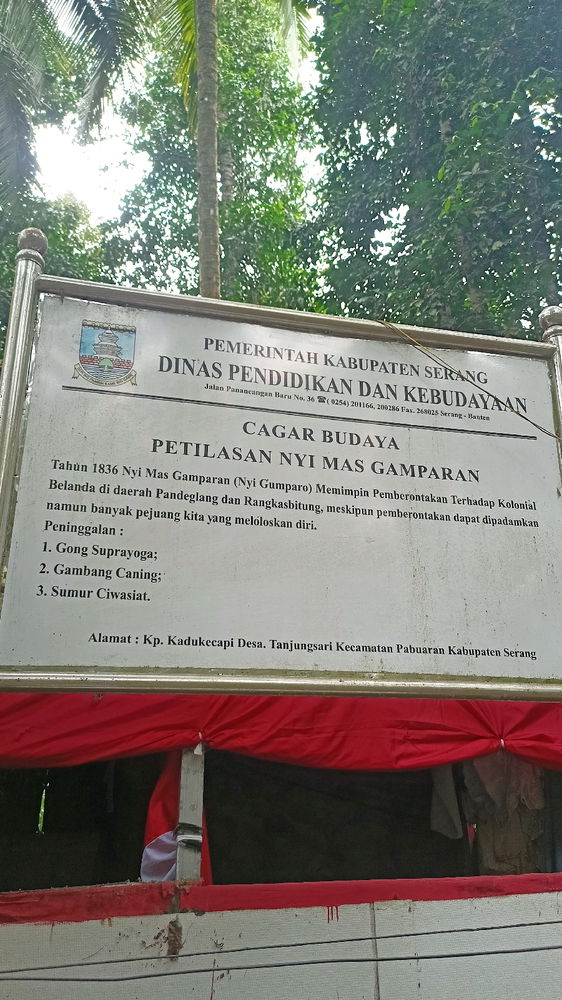 PEMERINTAH KABUPATEN SERANG
DINAS PENDIDIKAN DAN KEBUDAYAAN
Jalan Panancangan Baru No. 36 ☎( 0254) 201166, 200286 Fax. 268025 Serang - Banten
CAGAR BUDAYA
PETILASAN NYI MAS GAMPARAN
Tahun 1836 Nyi Mas Gamparan (Nyi Gumparo) Memimpin Pemberontakan Terhadap Kolonial
Belanda di daerah Pandeglang dan Rangkasbitung, meskipun pemberontakan dapat dipadamkan
namun banyak pejuang kita yang meloloskan diri.
Peninggalan :
1. Gong Suprayoga;
2. Gambang Caning;
3. Sumur Ciwasiat.
Alamat : Kp. Kadukecapi Desa. Tanjungsari Kecamatan Pabuaran Kabupaten Serang